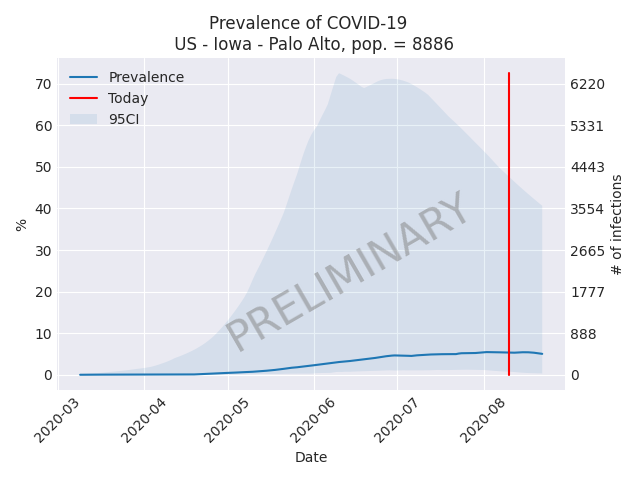 Prevalence of COVID-19
US - Iowa - Palo Alto, pop. = 8886
Prevalence
Today
95CI
70
60
50
40
30
20
10
0
%
6220
5331
4443
3554
2665
1777
888
0
# of infections
PRELIMINARY
2020-03
2020-04
2020-05
2020-06
2020-07
2020-08
Date